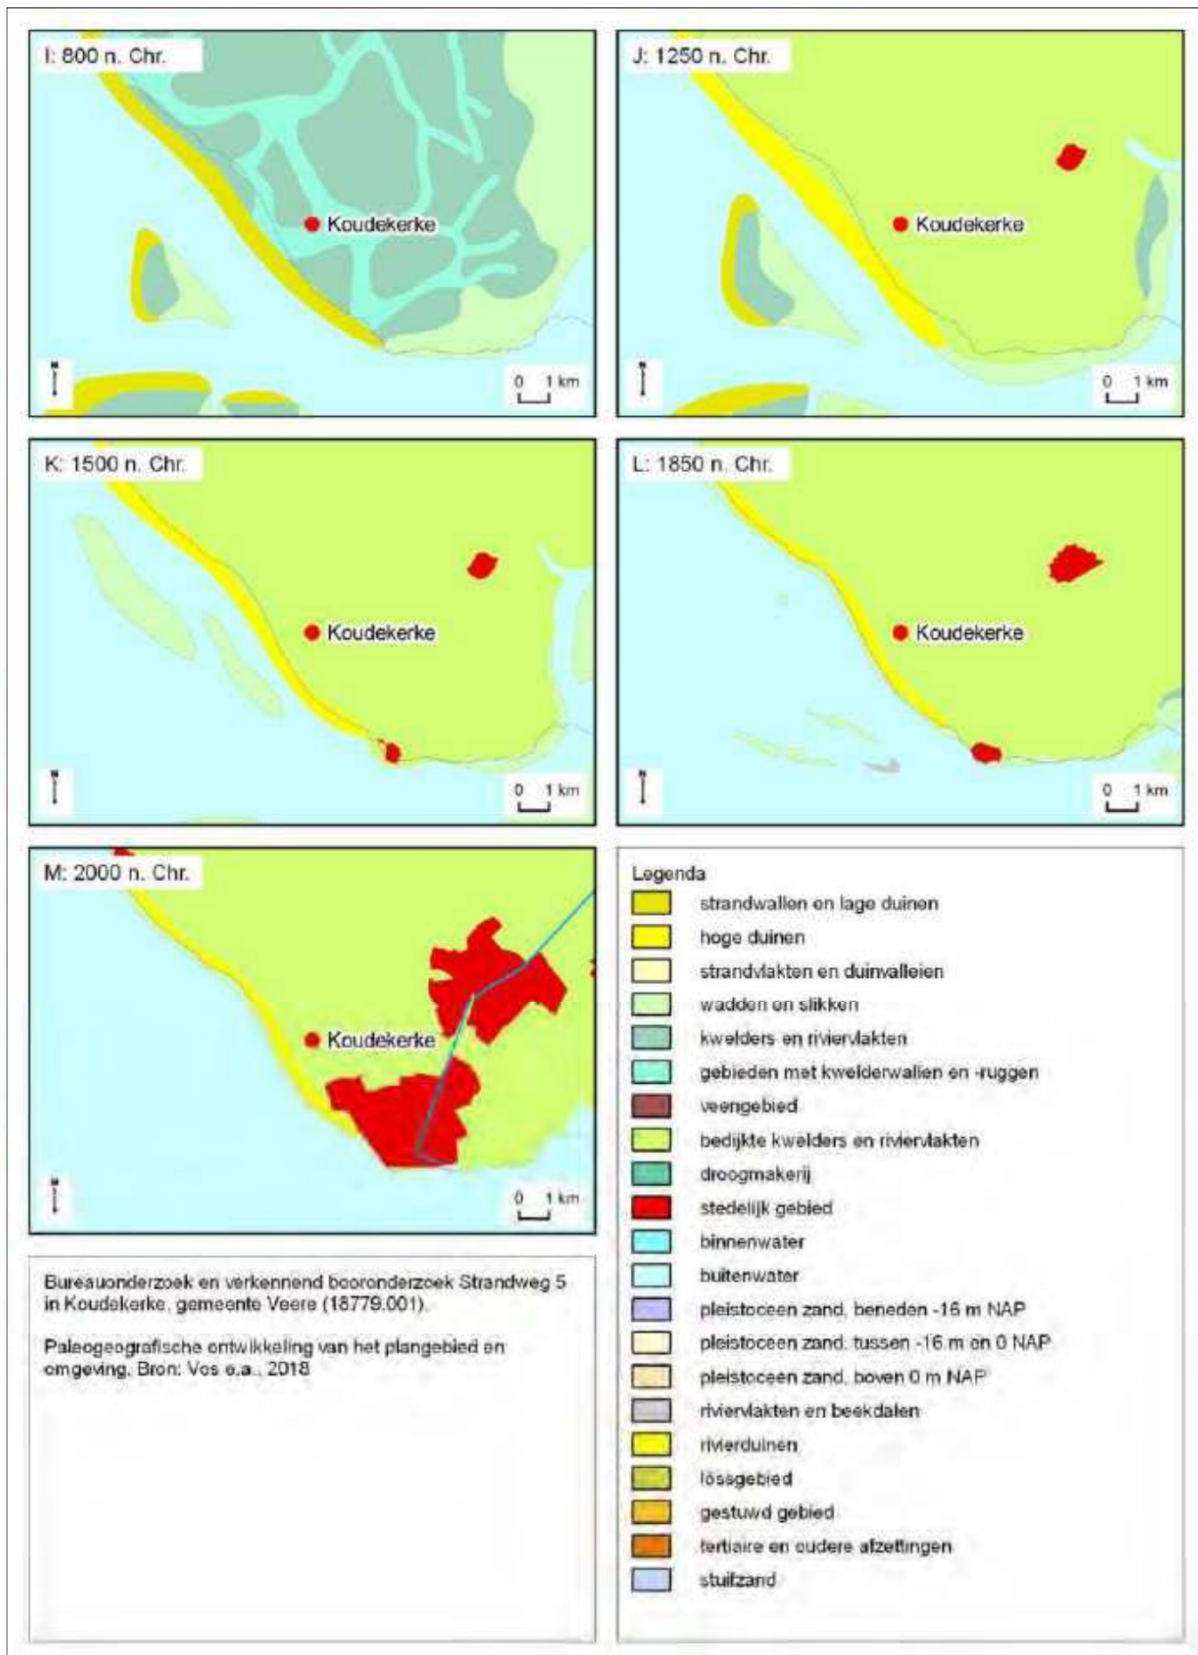 I: 800 n. Chr.
Koudekerke
N
0 1 km
J: 1250 n. Chr.
Koudekerke
N
0 1 km
K: 1500 n. Chr.
Koudekerke
N
0 1 km
L: 1850 n. Chr.
Koudekerke
N
0 1 km
M: 2000 n. Chr.
Koudekerke
N
0 1 km
Legenda
strandwallen en lage duinen
hoge duinen
strandvlakten en duinvalleien
wadden en slikken
kwelders en riviervlakten
gebieden met kwelderwallen en -ruggen
veengebied
bedijkte kwelders en riviervlakten
droogmakerij
stedelijk gebied
binnenwater
buitenwater
pleistoceen zand, beneden -16 m NAP
pleistoceen zand, tussen -16 m en 0 NAP
pleistoceen zand, boven 0 m NAP
riviervlakten en beekdalen
rivierduinen
lössgebied
gestuwd gebied
tertiaire en oudere afzettingen
stuifzand
Bureauonderzoek en verkennend booronderzoek Strandweg 5
in Koudekerke, gemeente Veere (18779.001).
Paleogeografische ontwikkeling van het plangebied en
omgeving. Bron: Vos e.a., 2018